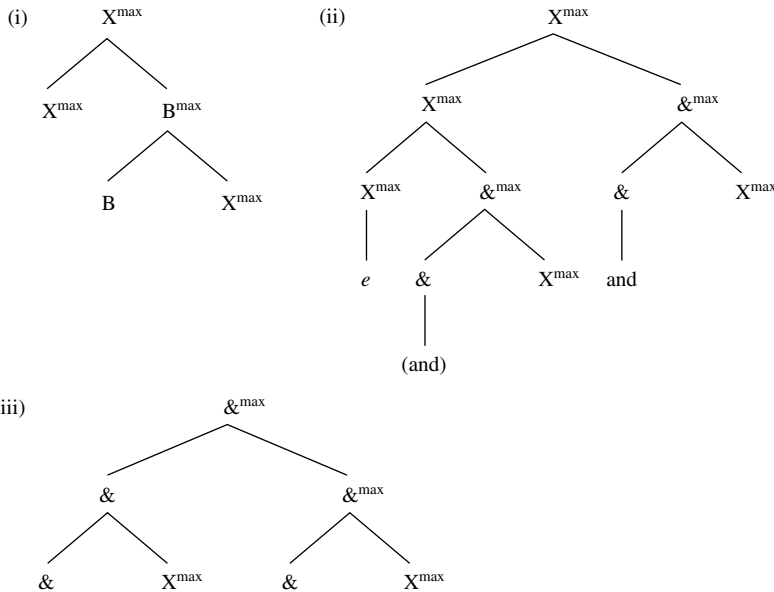 (i) X^max (ii) X^max
X^max B^max X^max &^max
B X^max X^max &^max & X^max
e & X^max and
(and)
iii) &^max
& &^max
& X^max & X^max